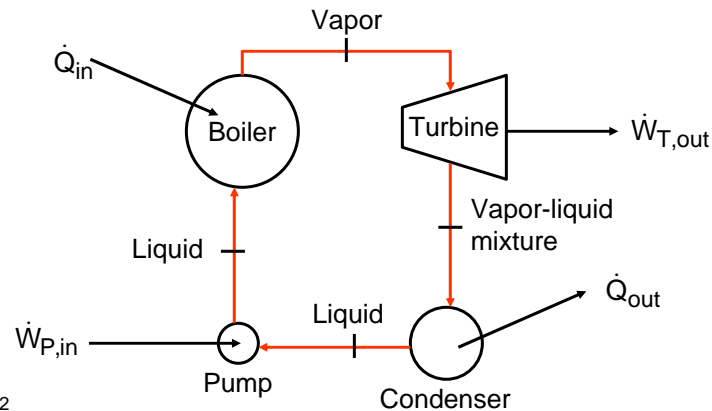 Vapor
Q̇in
Boiler
Turbine
ẆT,out
Vapor-liquid
mixture
Liquid
Q̇out
Liquid
ẆP,in
Pump
Condenser
2